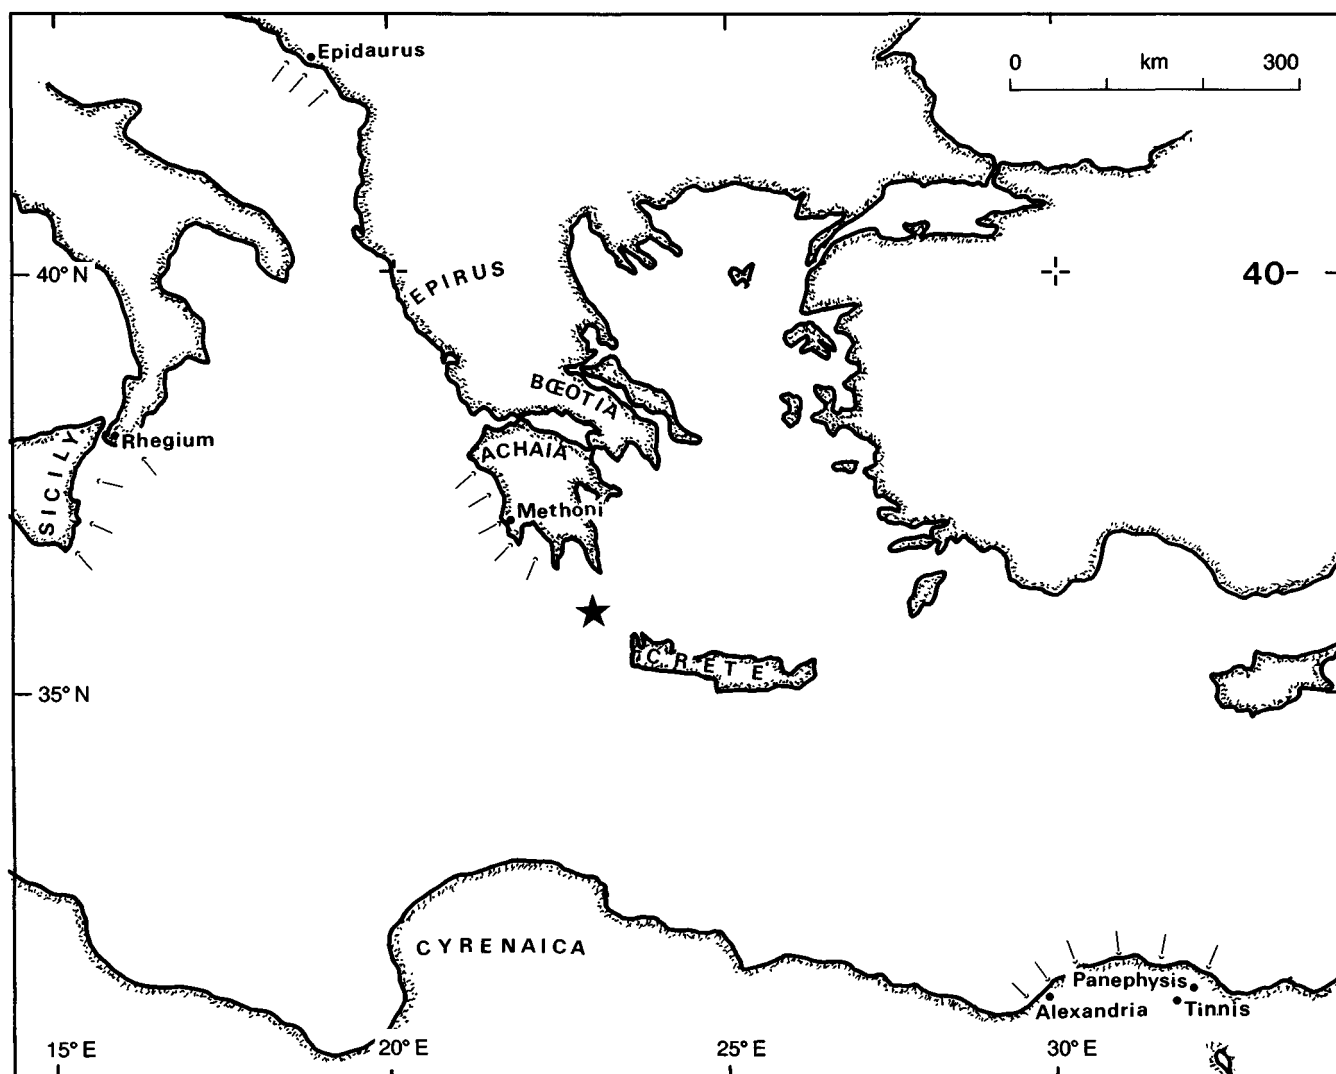 Epidaurus
0 km 300
40° N
EPIRUS
40-
BŒOTIA
Rhegium
SICILY
ACHAIA
Methoni
CRETE
35° N
CYRENAICA
Panephysis
Alexandria
Tinnis
15° E 20° E 25° E 30° E